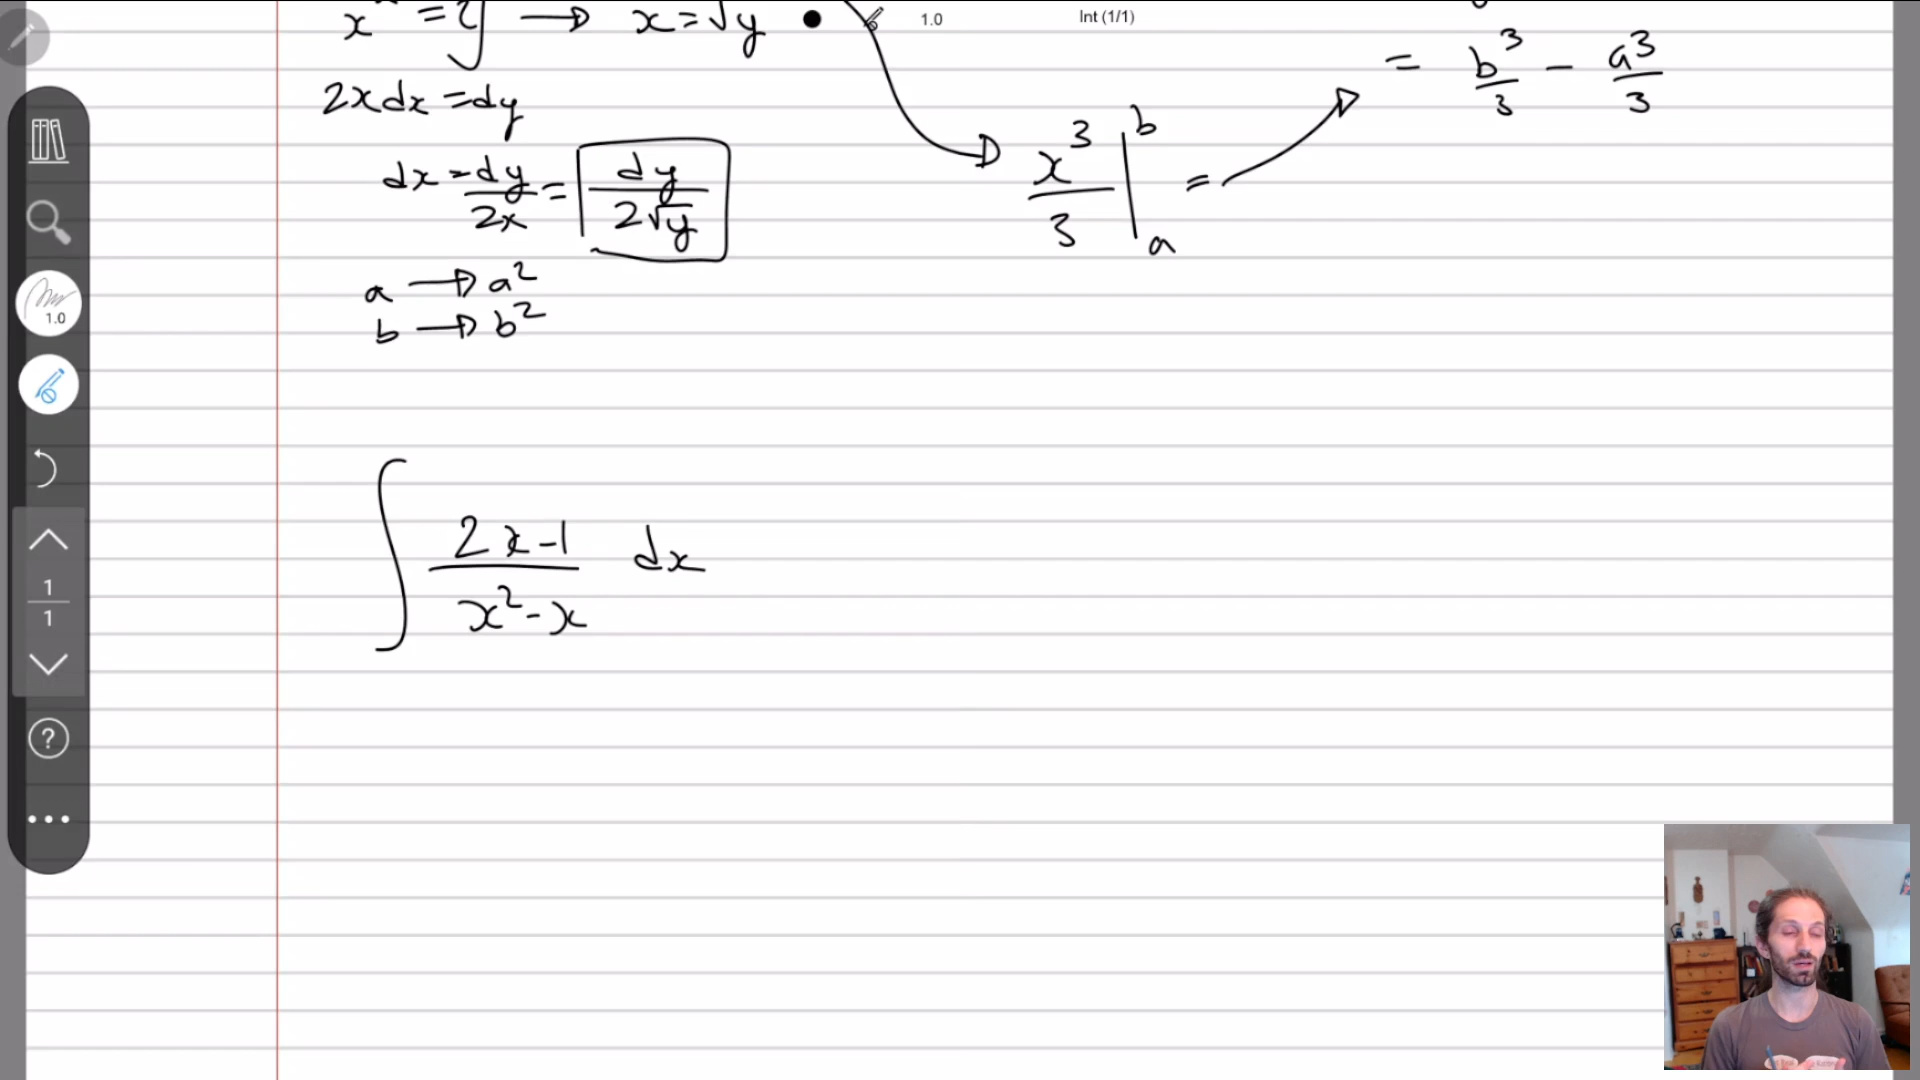 x² = y → x = √y
1.0
Int (1/1)
= b³/3 − a³/3
2x dx = dy
x³/3 |ᵇₐ =
dx = dy/2x = dy/2√y
a → a²
b → b²
1.0
∫ 2x−1/x²−x dx
1
1
?